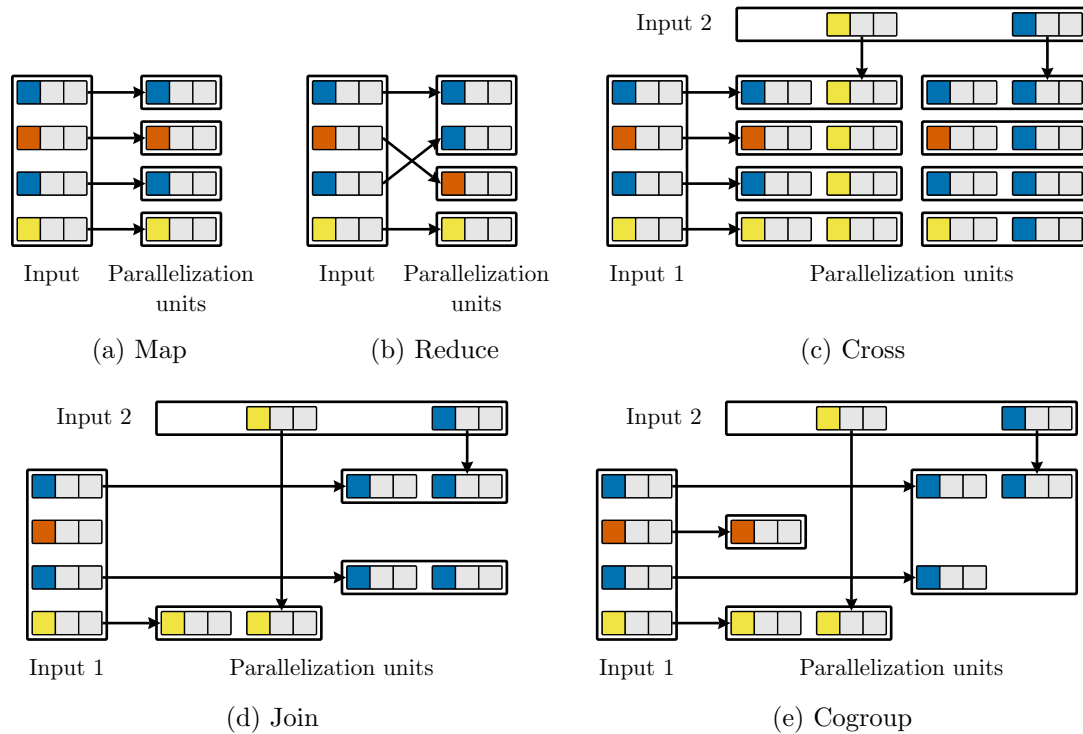 Input 2
Input
Parallelization
units
(a) Map
Input
Parallelization
units
(b) Reduce
Input 1
Parallelization units
(c) Cross
Input 2
Input 1
Parallelization units
(d) Join
Input 2
Input 1
Parallelization units
(e) Cogroup